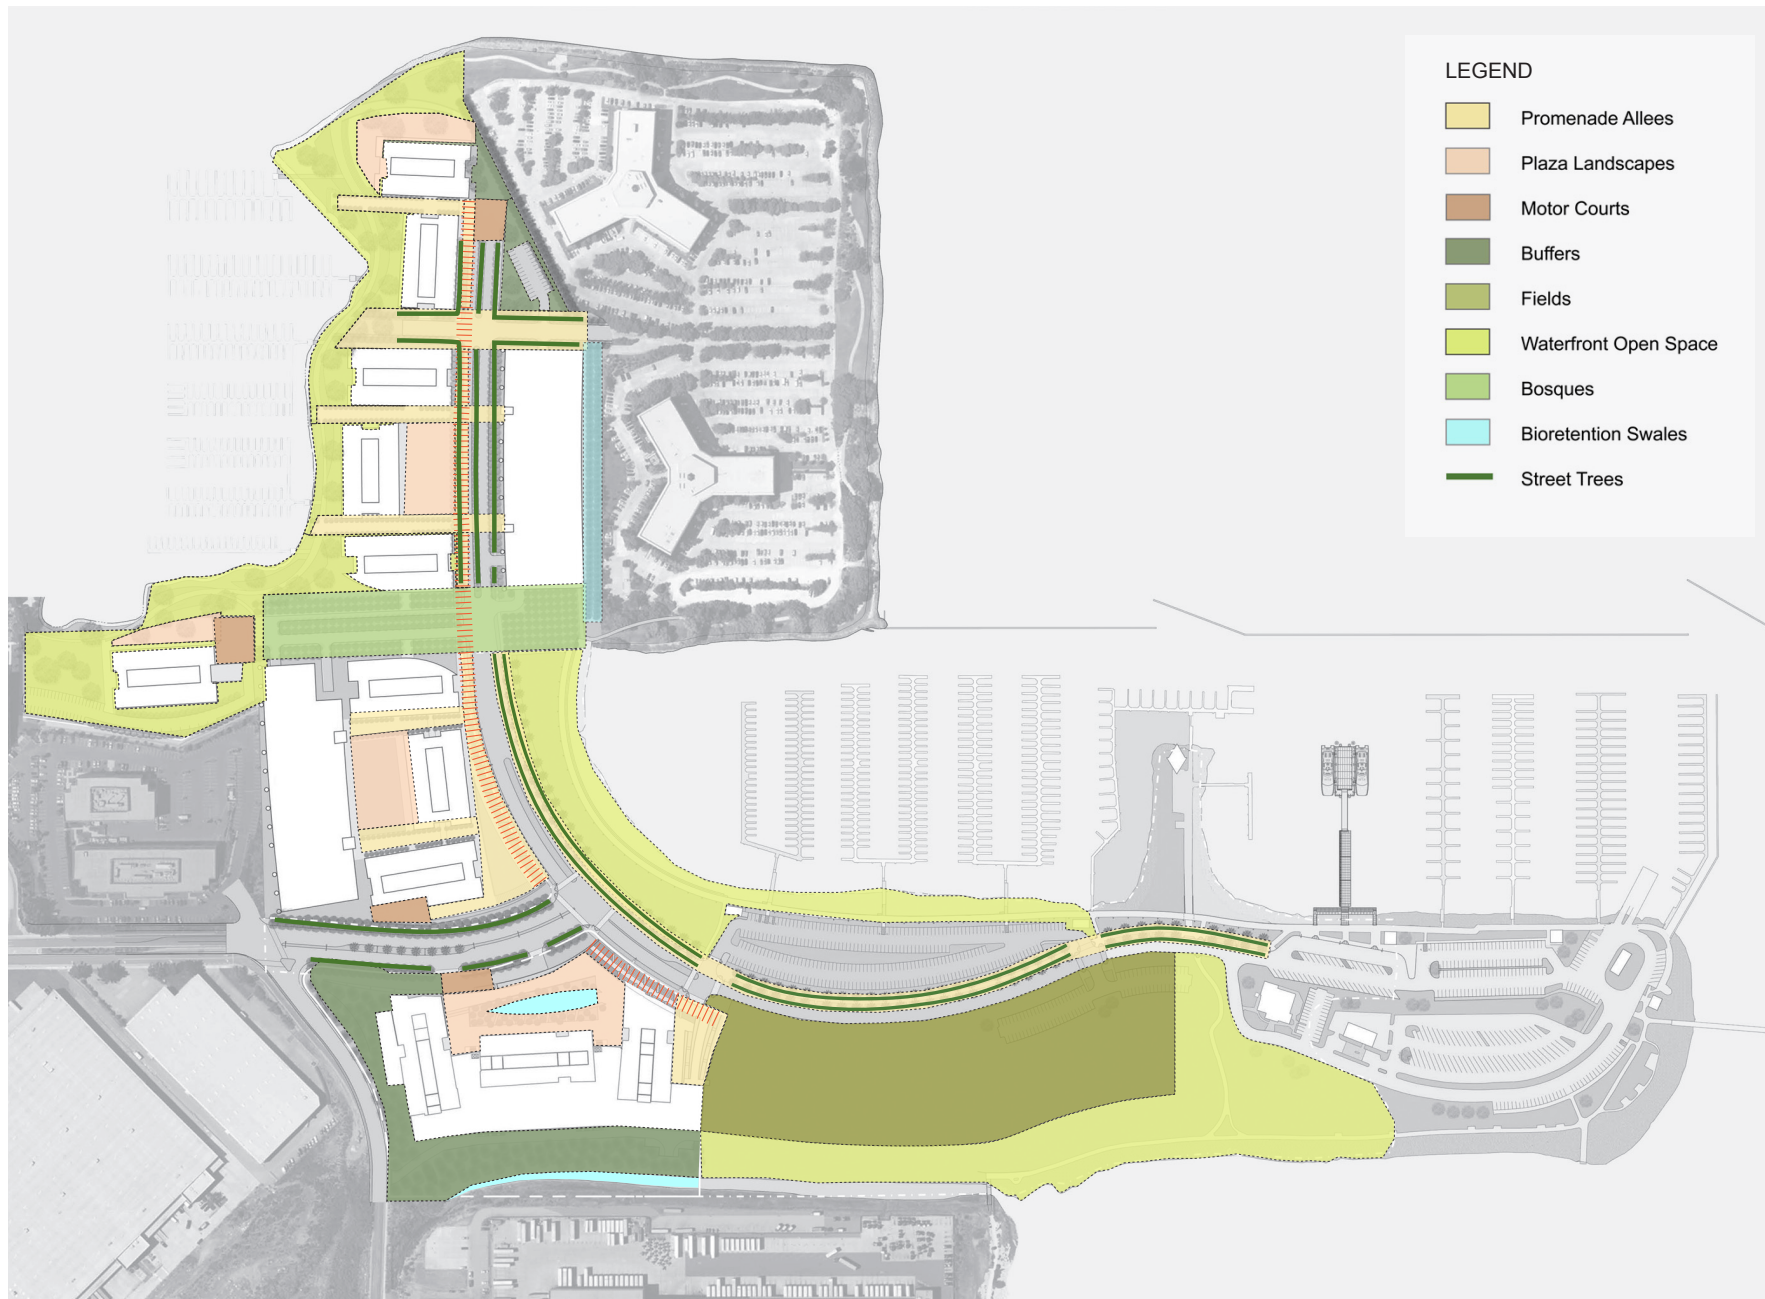 LEGEND
Promenade Allees
Plaza Landscapes
Motor Courts
Buffers
Fields
Waterfront Open Space
Bosques
Bioretention Swales
Street Trees